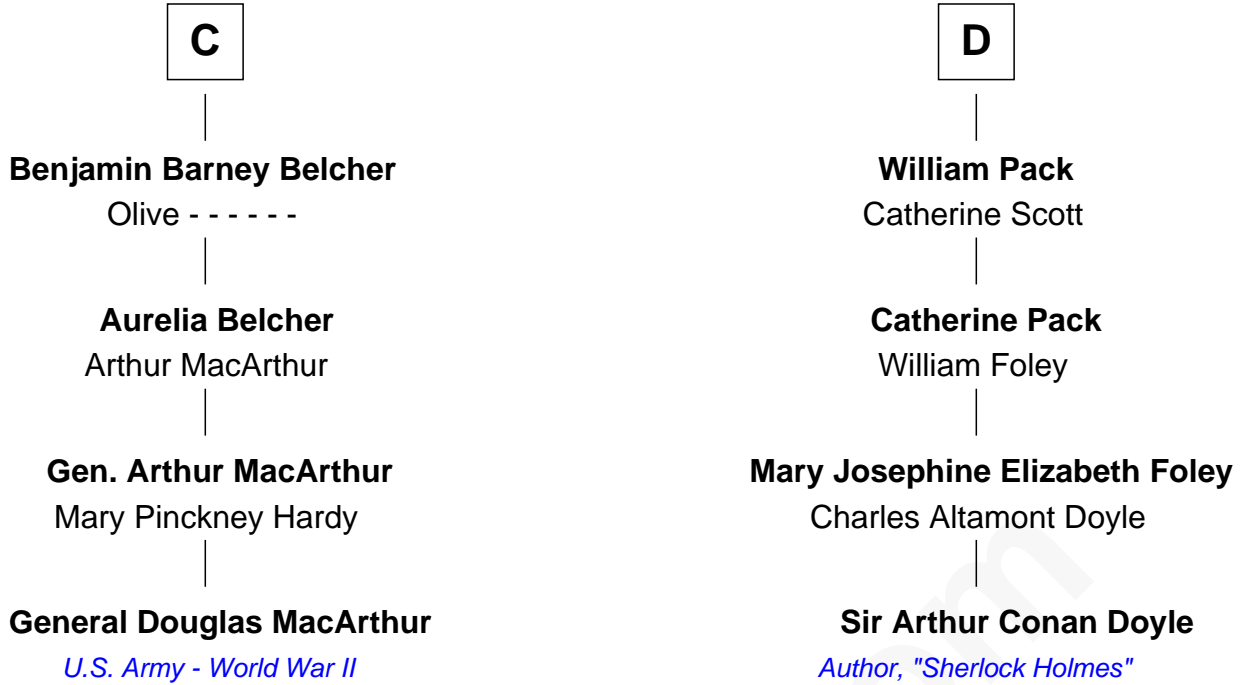 C
Benjamin Barney Belcher
Olive - - - - - -
Aurelia Belcher
Arthur MacArthur
Gen. Arthur MacArthur
Mary Pinckney Hardy
General Douglas MacArthur
U.S. Army - World War II
D
William Pack
Catherine Scott
Catherine Pack
William Foley
Mary Josephine Elizabeth Foley
Charles Altamont Doyle
Sir Arthur Conan Doyle
Author, "Sherlock Holmes"